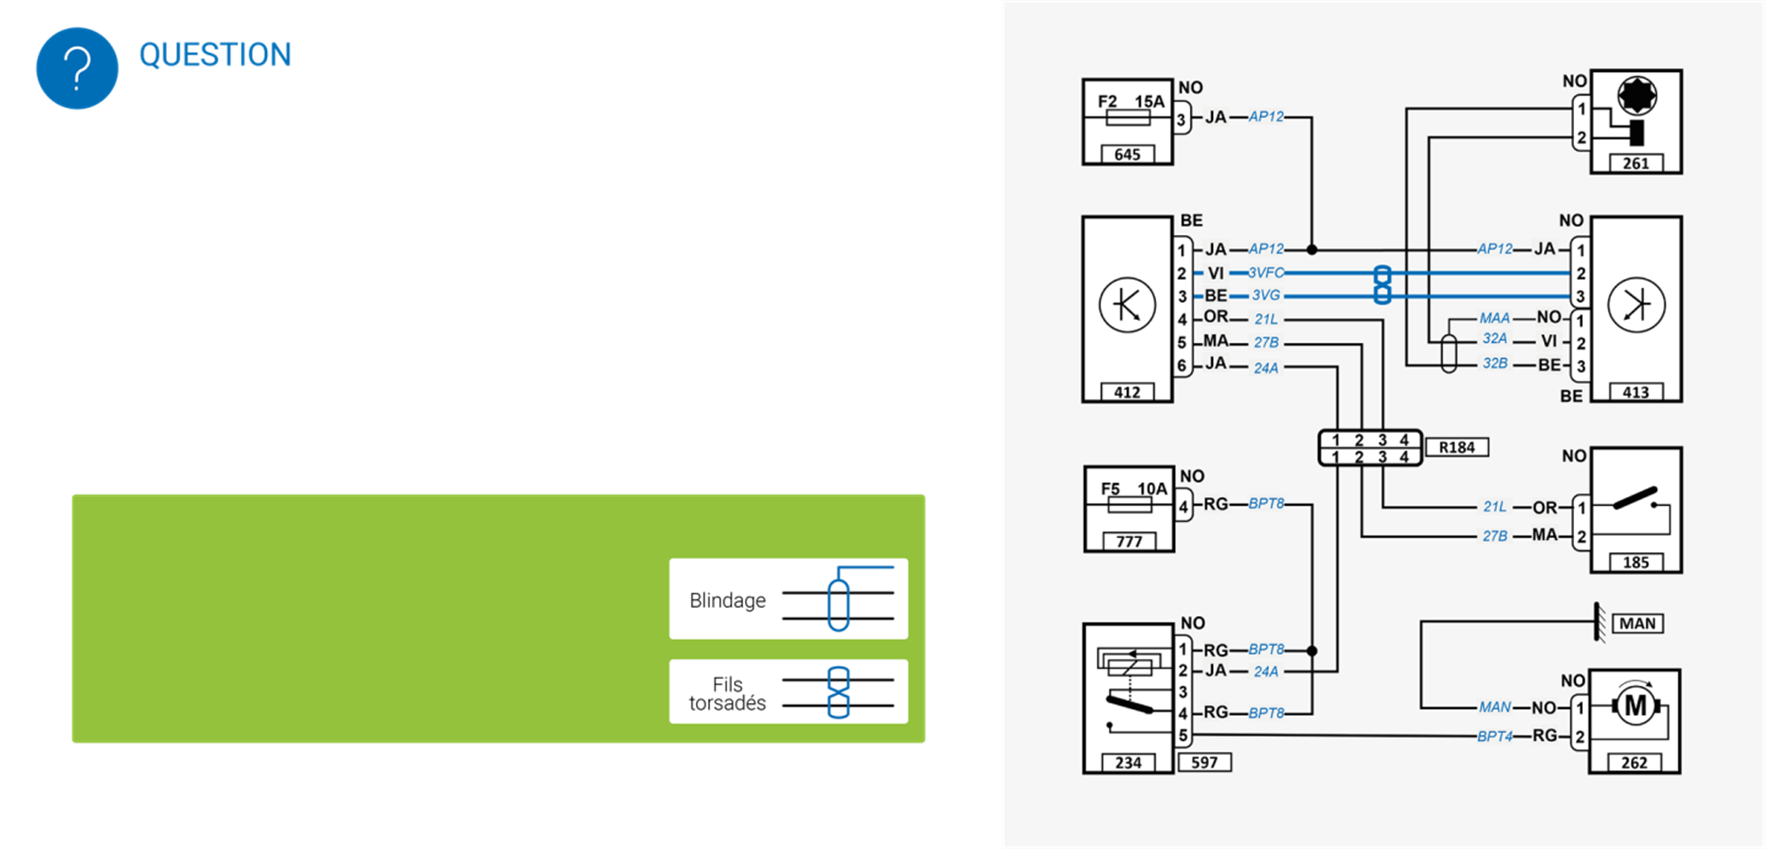 ?
QUESTION
Blindage
Fils
torsadés
NO
F2 15A
3 JA AP12
645
NO
1
2
261
BE
1 JA AP12
2 VI 3VFC
3 BE 3VG
4 OR 21L
5 MA 27B
6 JA 24A
412
NO
AP12 JA 1
2
3
MAA NO 1
32A VI 2
32B BE 3
413
BE
1 2 3 4
1 2 3 4
R184
NO
F5 10A
4 RG BPT8
777
NO
21L OR 1
27B MA 2
185
MAN
NO
1 RG BPT8
2 JA 24A
3
4 RG BPT8
5
234
597
NO
M
MAN NO 1
BPT4 RG 2
262